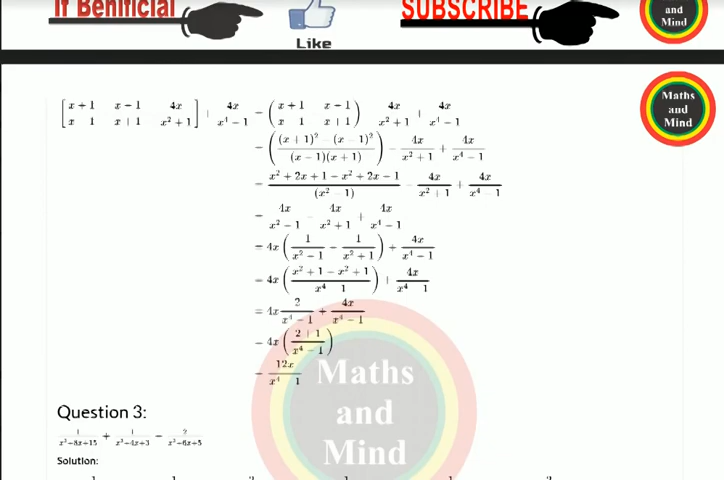 If Benificial
Like
SUBSCRIBE
and
Mind
Maths
and
Mind
[x+1/x-1 - x-1/x+1 - 4x/x²+1] + 4x/x⁴-1 = (x+1/x-1 - x-1/x+1) - 4x/x²+1 + 4x/x⁴-1
= ((x+1)² - (x-1)²/(x-1)(x+1)) - 4x/x²+1 + 4x/x⁴-1
= x²+2x+1-x²+2x-1/(x²-1) - 4x/x²+1 + 4x/x⁴-1
= 4x/x²-1 - 4x/x²+1 + 4x/x⁴-1
= 4x(1/x²-1 - 1/x²+1) + 4x/x⁴-1
= 4x(x²+1-x²+1/x⁴-1) + 4x/x⁴-1
= 4x 2/x⁴-1 + 4x/x⁴-1
= 4x(2+1/x⁴-1)
= 12x/x⁴-1
Maths
and
Mind
Question 3:
1/x²-8x+15 + 1/x²-4x+3 - 2/x²-6x+5
Solution: